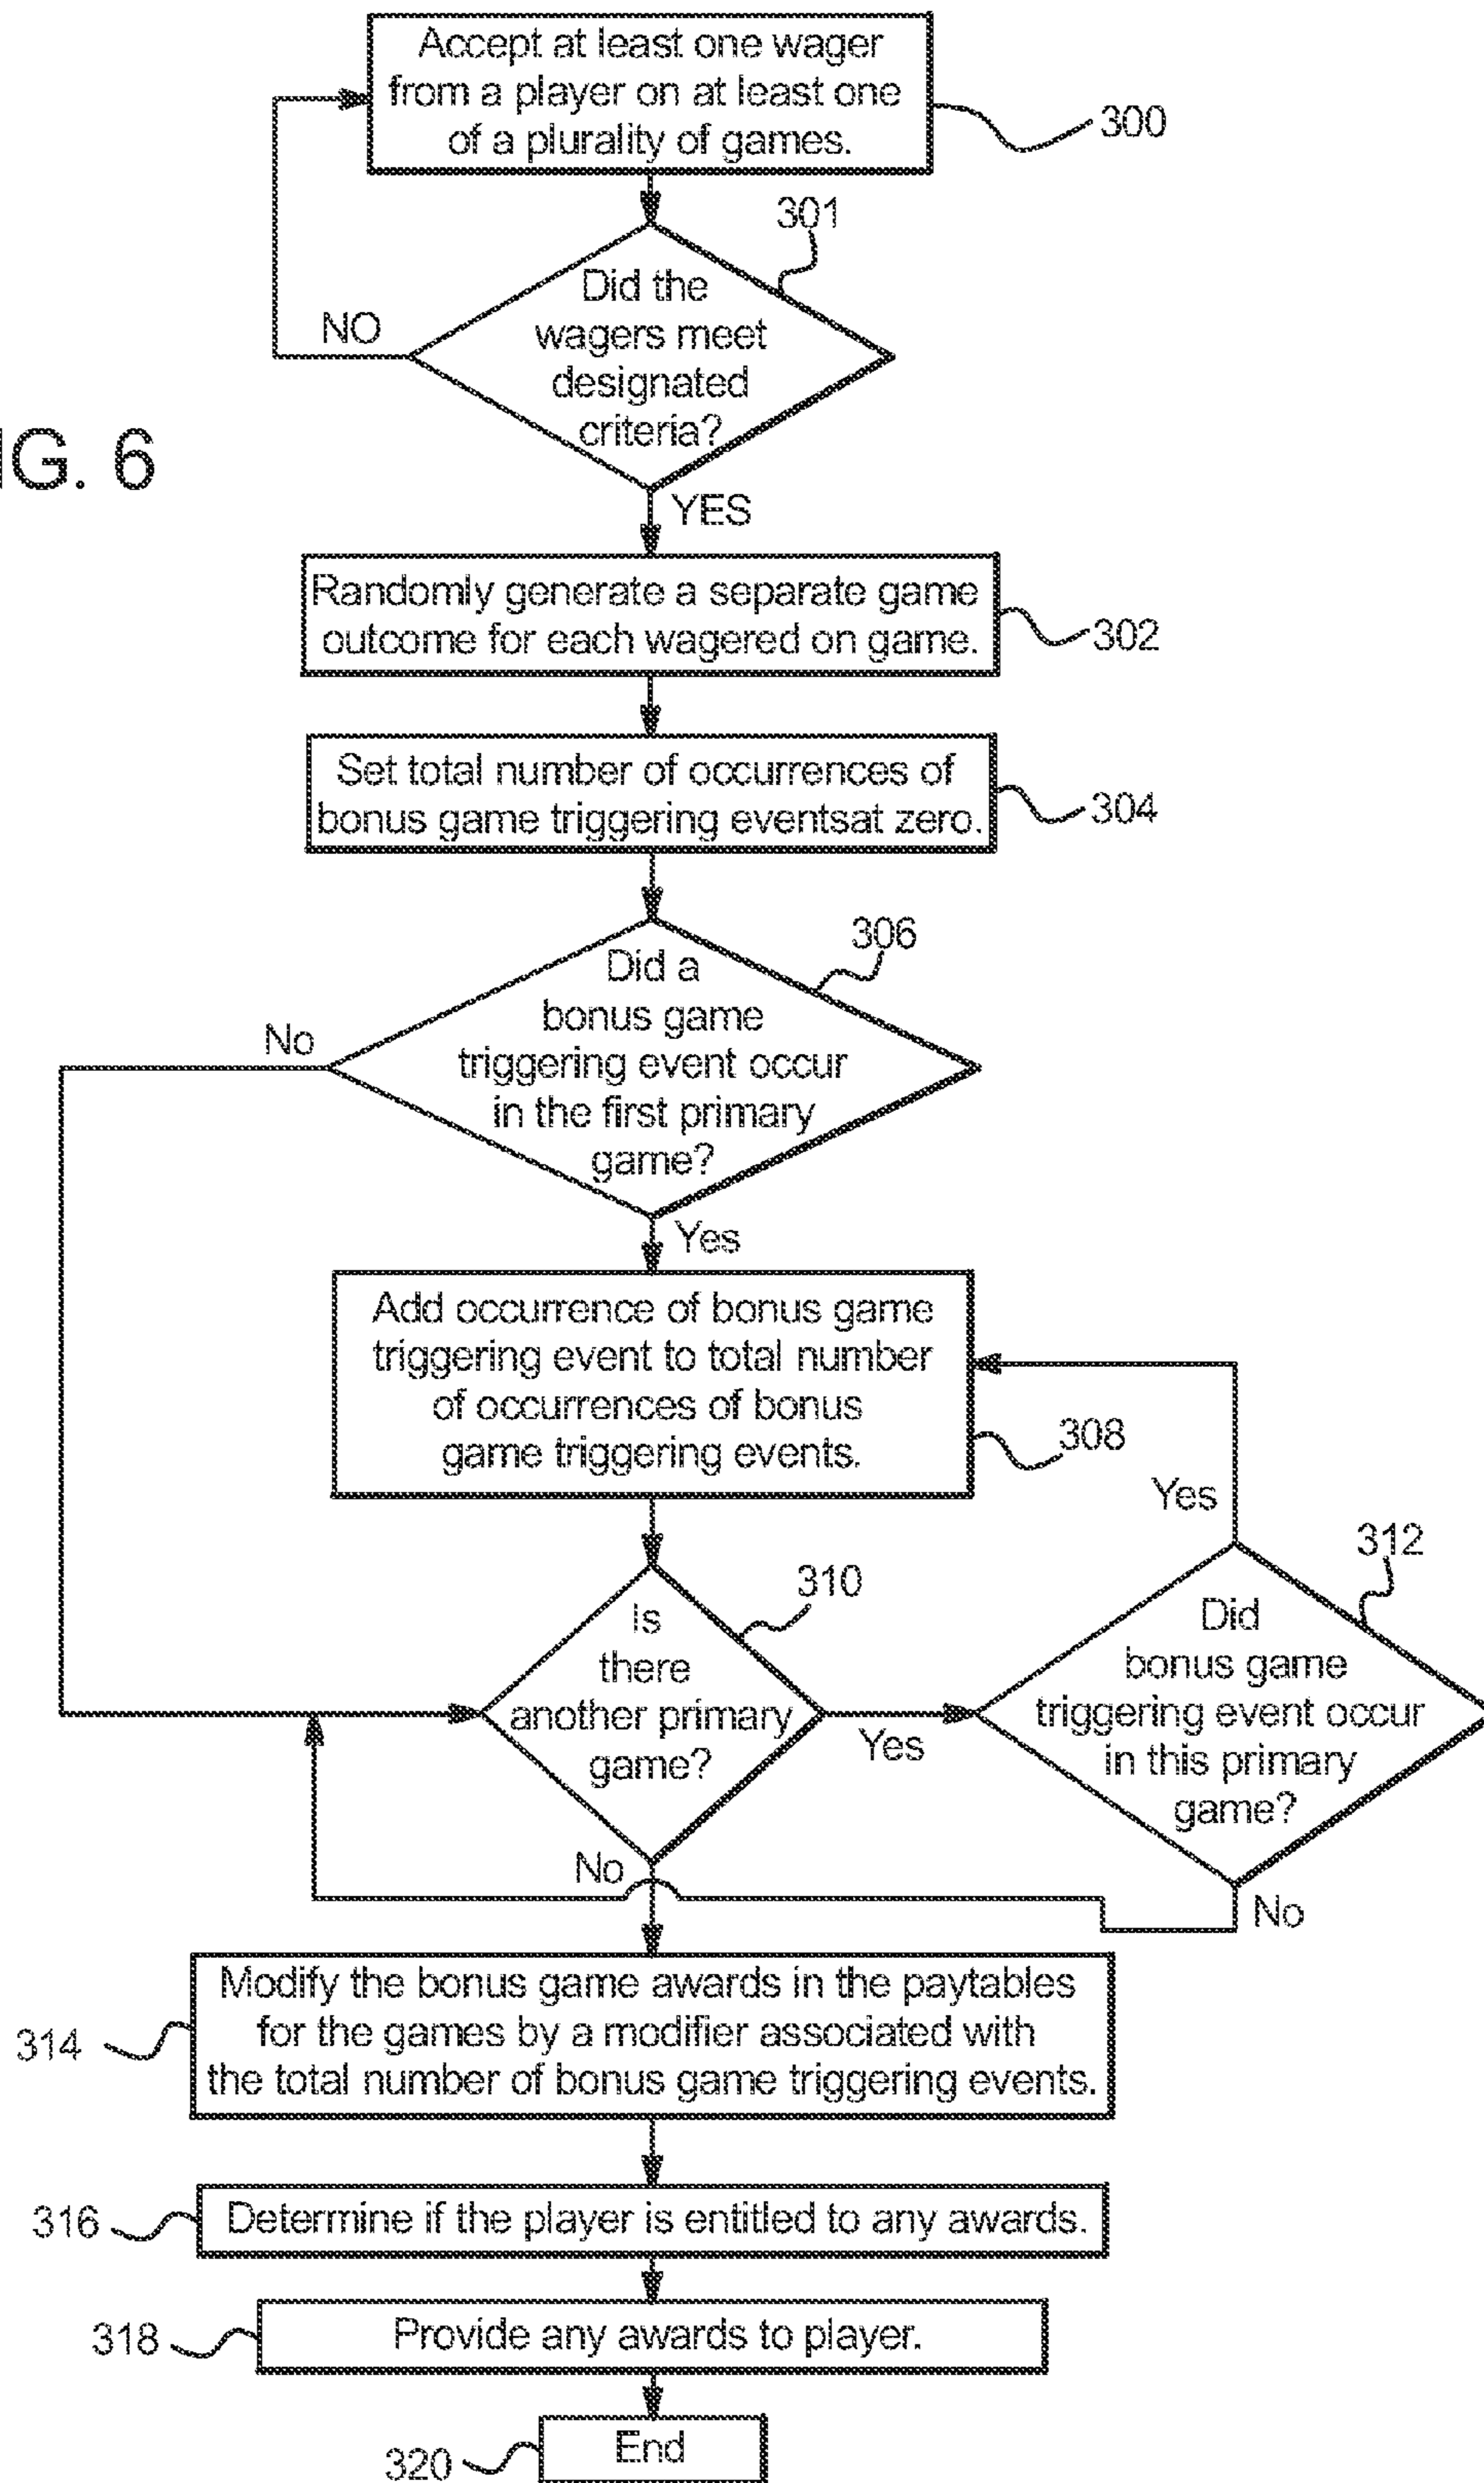 Accept at least one wager
from a player on at least one
of a plurality of games.
300
301
Did the
wagers meet
designated
criteria?
NO
G. 6
YES
Randomly generate a separate game
outcome for each wagered on game.
302
Set total number of occurrences of
bonus game triggering eventsat zero.
304
306
Did a
bonus game
triggering event occur
in the first primary
game?
No
Yes
Add occurrence of bonus game
triggering event to total number
of occurrences of bonus
game triggering events.
308
Yes
310
312
Is
there
another primary
game?
Yes
Did
bonus game
triggering event occur
in this primary
game?
No
No
Modify the bonus game awards in the paytables
for the games by a modifier associated with
the total number of bonus game triggering events.
314
Determine if the player is entitled to any awards.
316
Provide any awards to player.
318
End
320